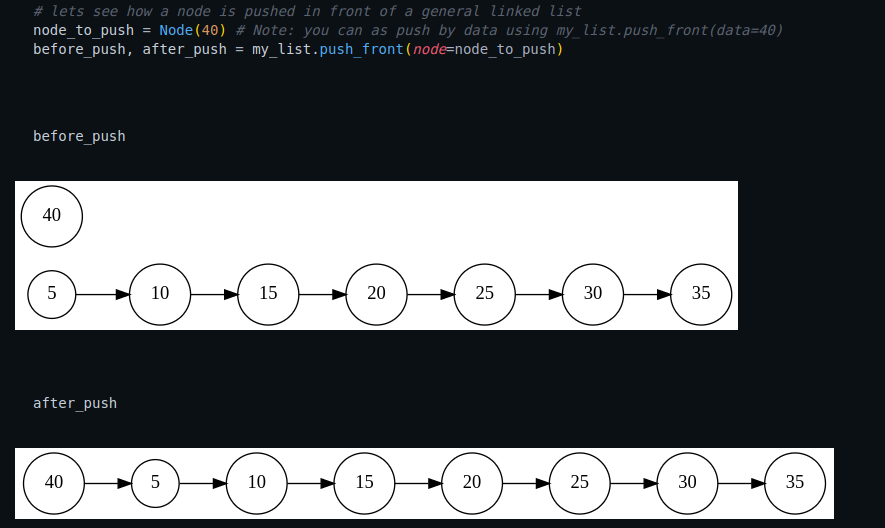 # lets see how a node is pushed in front of a general linked list
node_to_push = Node(40) # Note: you can as push by data using my_list.push_front(data=40)
before_push, after_push = my_list.push_front(node=node_to_push)
before_push
40
5 10 15 20 25 30 35
after_push
40 5 10 15 20 25 30 35